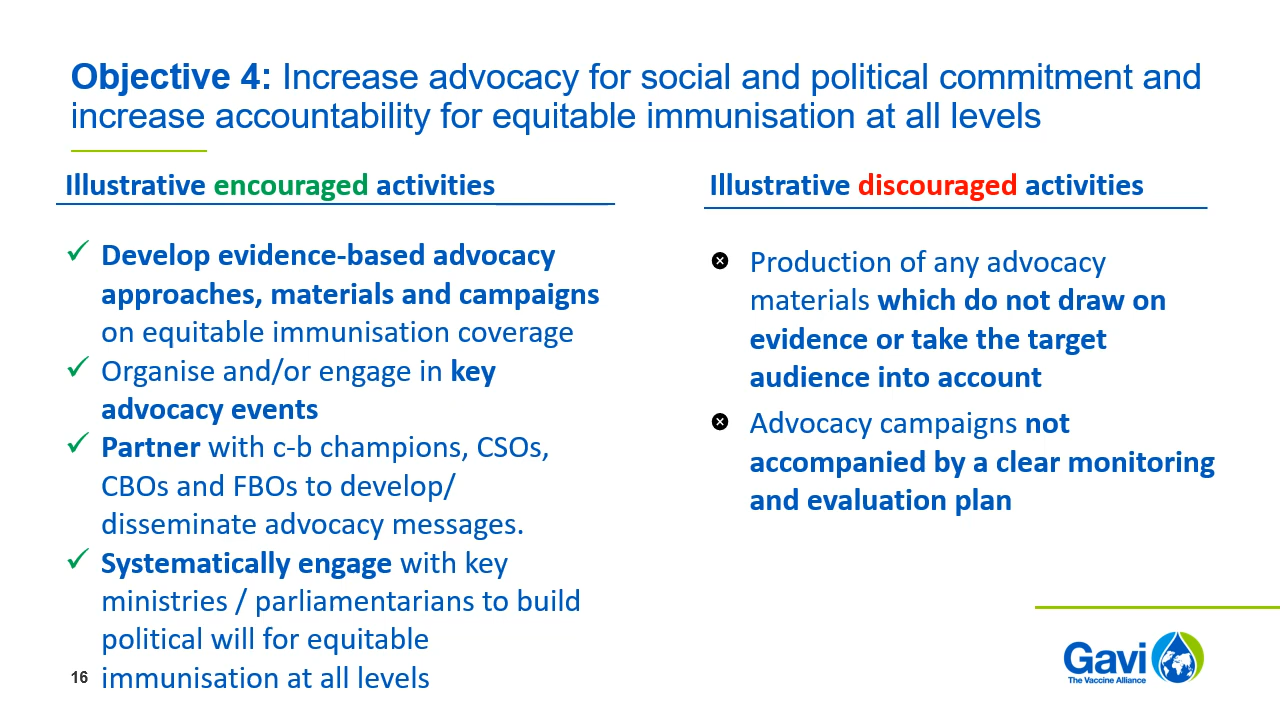 Objective 4: Increase advocacy for social and political commitment and
increase accountability for equitable immunisation at all levels
Illustrative encouraged activities
✓ Develop evidence-based advocacy
approaches, materials and campaigns
on equitable immunisation coverage
✓ Organise and/or engage in key
advocacy events
✓ Partner with c-b champions, CSOs,
CBOs and FBOs to develop/
disseminate advocacy messages.
✓ Systematically engage with key
ministries / parliamentarians to build
political will for equitable
immunisation at all levels
Illustrative discouraged activities
Production of any advocacy
materials which do not draw on
evidence or take the target
audience into account
Advocacy campaigns not
accompanied by a clear monitoring
and evaluation plan
16
Gavi
The Vaccine Alliance